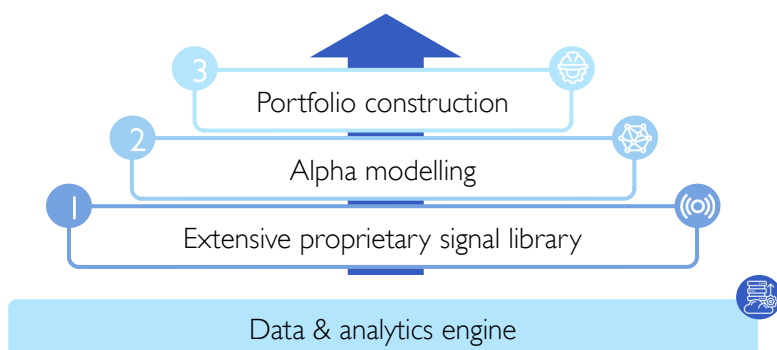 3
Portfolio construction
2
Alpha modelling
1
Extensive proprietary signal library
Data & analytics engine